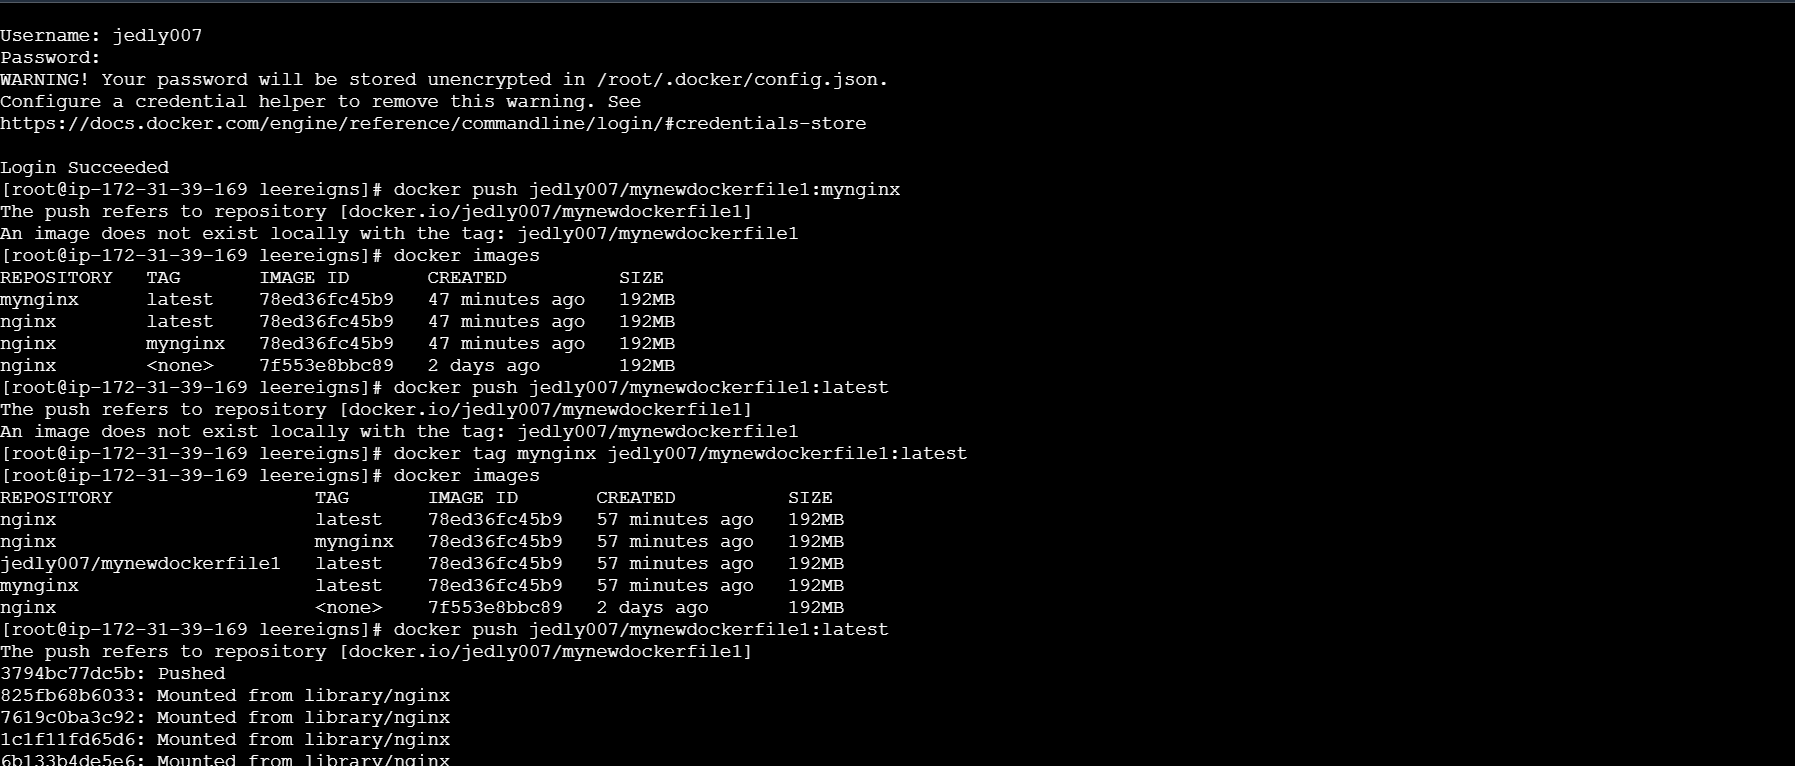 Username: jedly007
Password:
WARNING! Your password will be stored unencrypted in /root/.docker/config.json.
Configure a credential helper to remove this warning. See
https://docs.docker.com/engine/reference/commandline/login/#credentials-store
Login Succeeded
[root@ip-172-31-39-169 leereigns]# docker push jedly007/mynewdockerfile1:mynginx
The push refers to repository [docker.io/jedly007/mynewdockerfile1]
An image does not exist locally with the tag: jedly007/mynewdockerfile1
[root@ip-172-31-39-169 leereigns]# docker images
REPOSITORY   TAG       IMAGE ID       CREATED          SIZE
mynginx      latest    78ed36fc45b9   47 minutes ago   192MB
nginx        latest    78ed36fc45b9   47 minutes ago   192MB
nginx        mynginx   78ed36fc45b9   47 minutes ago   192MB
nginx        <none>    7f553e8bbc89   2 days ago       192MB
[root@ip-172-31-39-169 leereigns]# docker push jedly007/mynewdockerfile1:latest
The push refers to repository [docker.io/jedly007/mynewdockerfile1]
An image does not exist locally with the tag: jedly007/mynewdockerfile1
[root@ip-172-31-39-169 leereigns]# docker tag mynginx jedly007/mynewdockerfile1:latest
[root@ip-172-31-39-169 leereigns]# docker images
REPOSITORY                  TAG       IMAGE ID       CREATED          SIZE
nginx                       latest    78ed36fc45b9   57 minutes ago   192MB
nginx                       mynginx   78ed36fc45b9   57 minutes ago   192MB
jedly007/mynewdockerfile1   latest    78ed36fc45b9   57 minutes ago   192MB
mynginx                     latest    78ed36fc45b9   57 minutes ago   192MB
nginx                       <none>    7f553e8bbc89   2 days ago       192MB
[root@ip-172-31-39-169 leereigns]# docker push jedly007/mynewdockerfile1:latest
The push refers to repository [docker.io/jedly007/mynewdockerfile1]
3794bc77dc5b: Pushed
825fb68b6033: Mounted from library/nginx
7619c0ba3c92: Mounted from library/nginx
1c1f11fd65d6: Mounted from library/nginx
6b133b4de5e6: Mounted from library/nginx